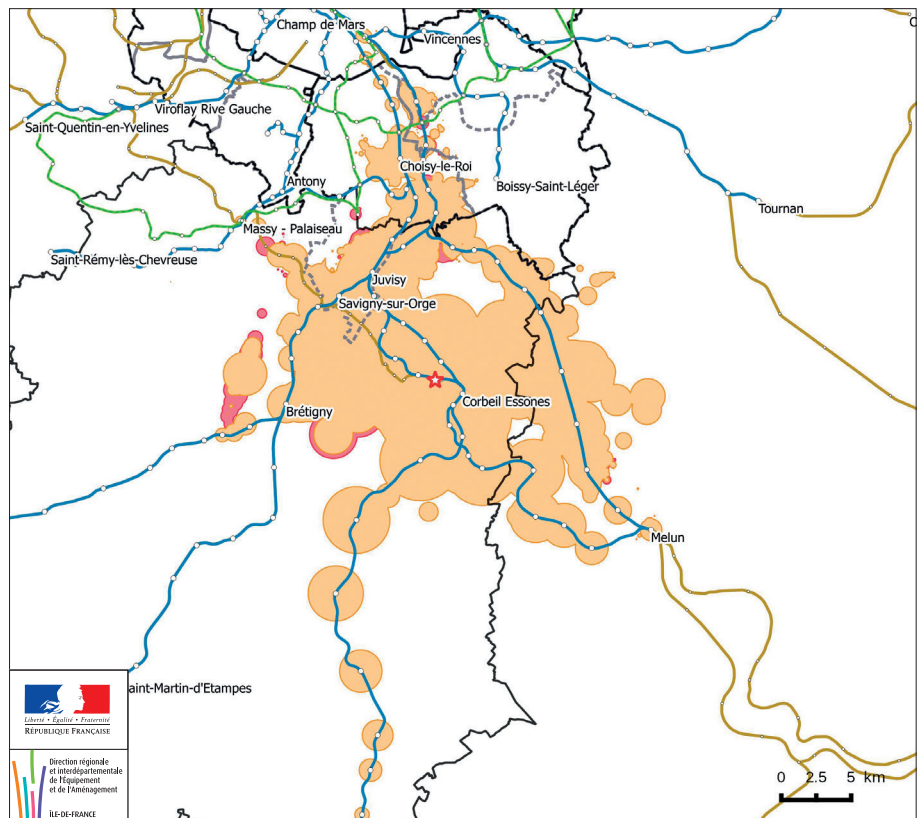 Champ de Mars
Vincennes
C
Viroflay Rive Gauche
Saint-Quentin-en-Yvelines
Choisy-le-Roi
Antony
Boissy-Saint-Léger
Tournan
Massy - Palaiseau
Saint-Rémy-lès-Chevreuse
Juvisy
Savigny-sur-Orge
Corbeil Essones
Brétigny
Melun
aint-Martin-d'Etampes
Liberté • Égalité • Fraternité
RÉPUBLIQUE FRANÇAISE
Direction régionale
et interdépartementale
de l'Équipement
et de l'Aménagement
ÎLE-DE-FRANCE
0 2.5 5 km